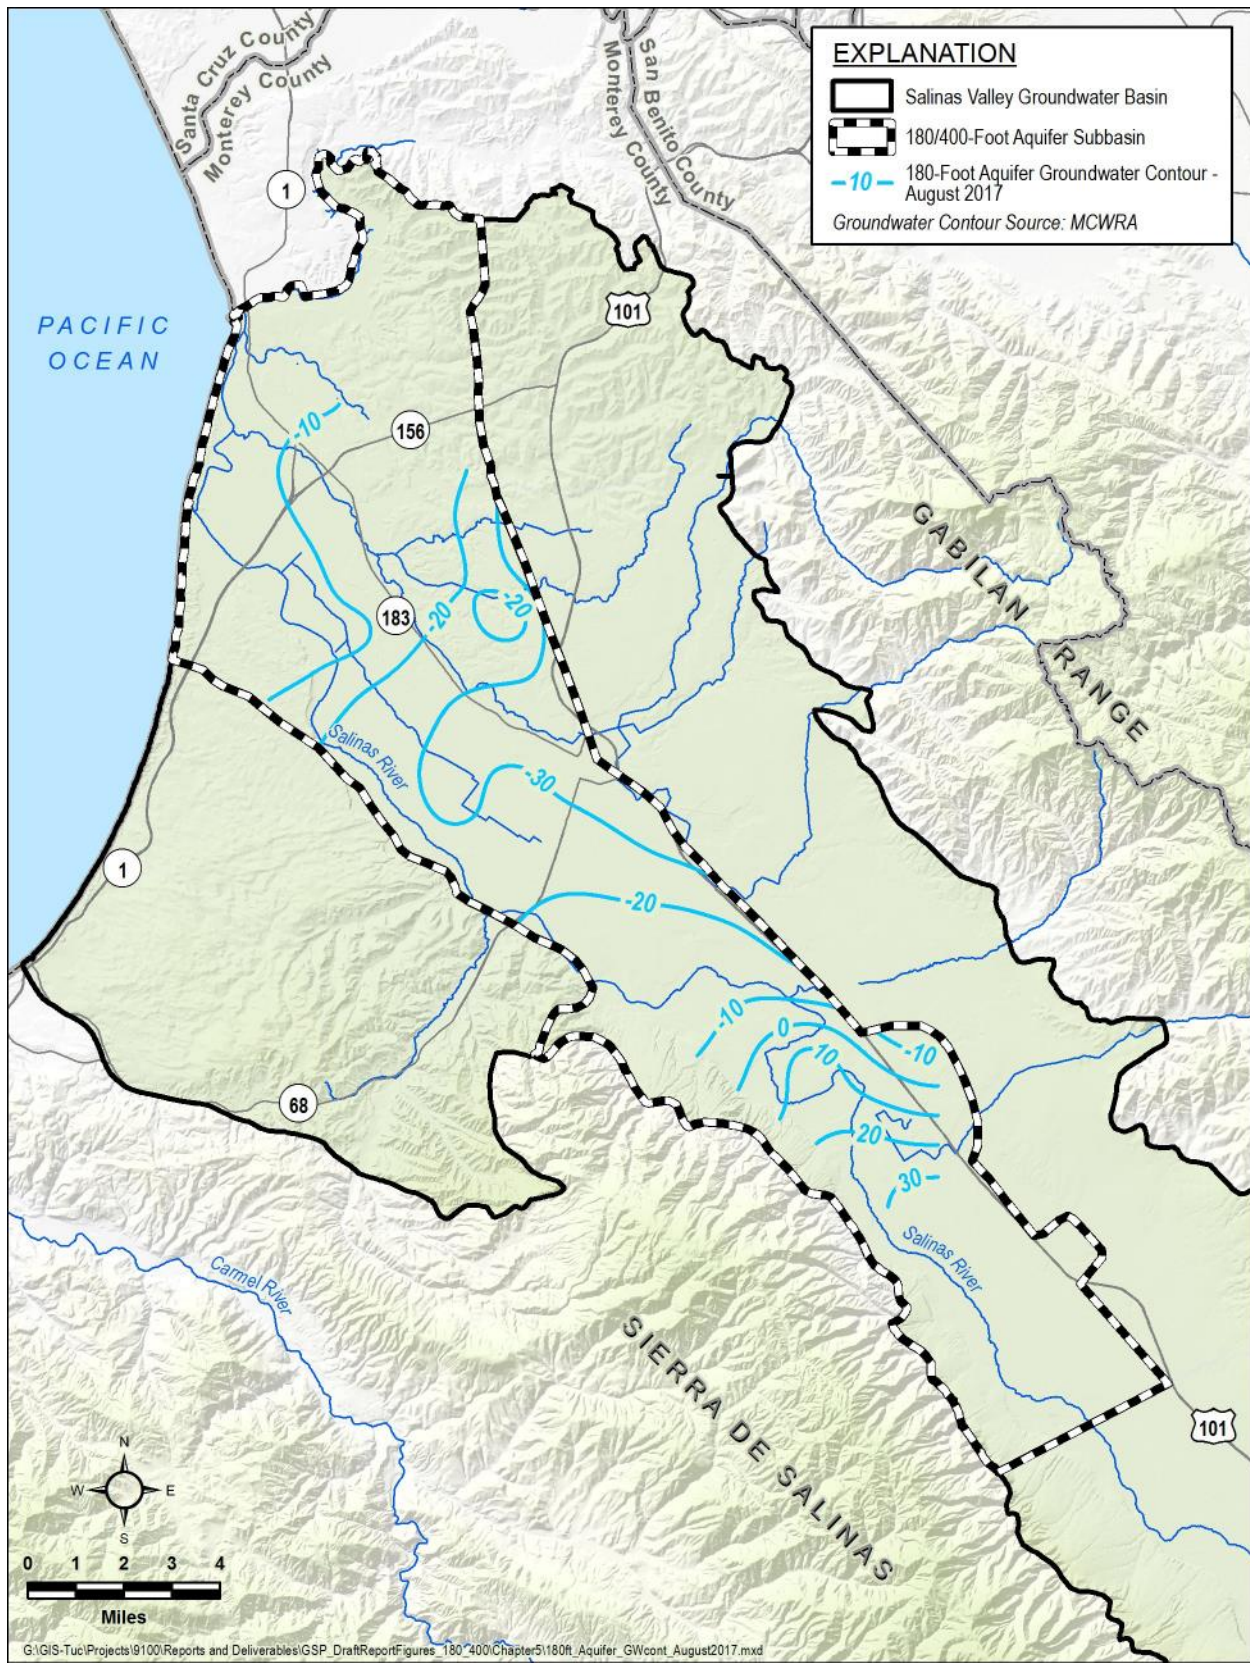 EXPLANATION
Salinas Valley Groundwater Basin
180/400-Foot Aquifer Subbasin
-10
180-Foot Aquifer Groundwater Contour -
August 2017
Groundwater Contour Source: MCWRA
Santa Cruz County
Monterey County
San Benito County
Monterey County
1
101
PACIFIC
OCEAN
156
-10
GABILAN
RANGE
183
-20
-20
Salinas River
-30
1
-20
-10
0
-10
10
68
20
30
Salinas River
Carmel River
SIERRA DE SALINAS
101
N
W
E
S
0 1 2 3 4
Miles
G:\GIS-Tuc\Projects\9100\Reports and Deliverables\GSP_DraftReportFigures_180_400\Chapter5\180ft_Aquifer_GWcont_August2017.mxd